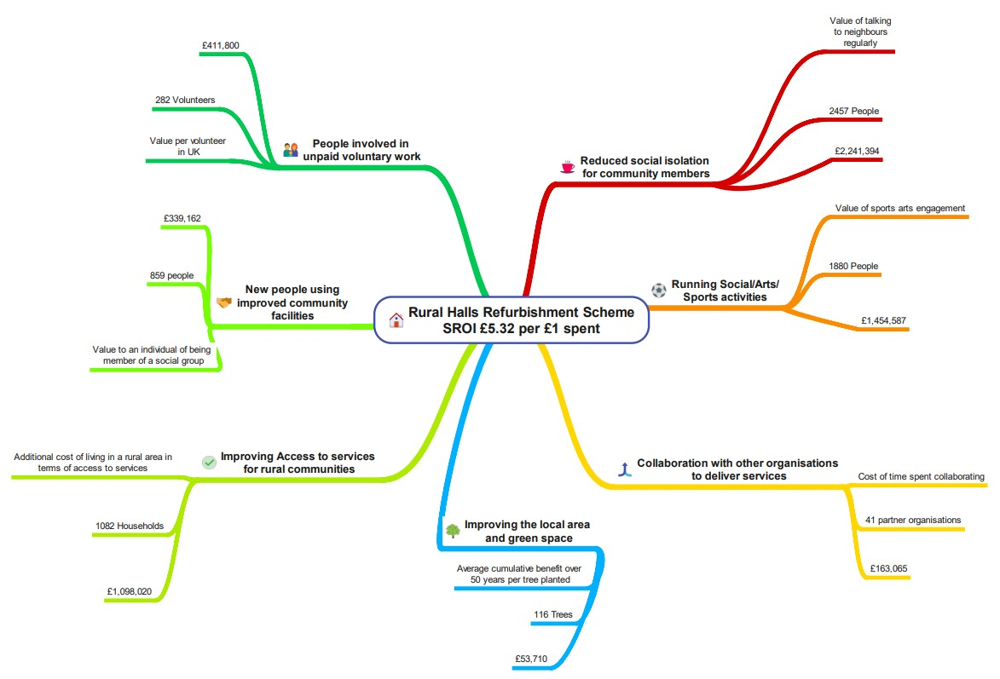 Rural Halls Refurbishment Scheme
SROI £5.32 per £1 spent
Reduced social isolation
for community members
Value of talking
to neighbours
regularly
2457 People
£2,241,394
Running Social/Arts/
Sports activities
Value of sports arts engagement
1880 People
£1,454,587
Collaboration with other organisations
to deliver services
Cost of time spent collaborating
41 partner organisations
£163,065
Improving the local area
and green space
Average cumulative benefit over
50 years per tree planted
116 Trees
£53,710
Improving Access to services
for rural communities
Additional cost of living in a rural area in
terms of access to services
1082 Households
£1,098,020
New people using
improved community
facilities
£339,162
859 people
Value to an individual of being
member of a social group
People involved in
unpaid voluntary work
£411,800
282 Volunteers
Value per volunteer
in UK